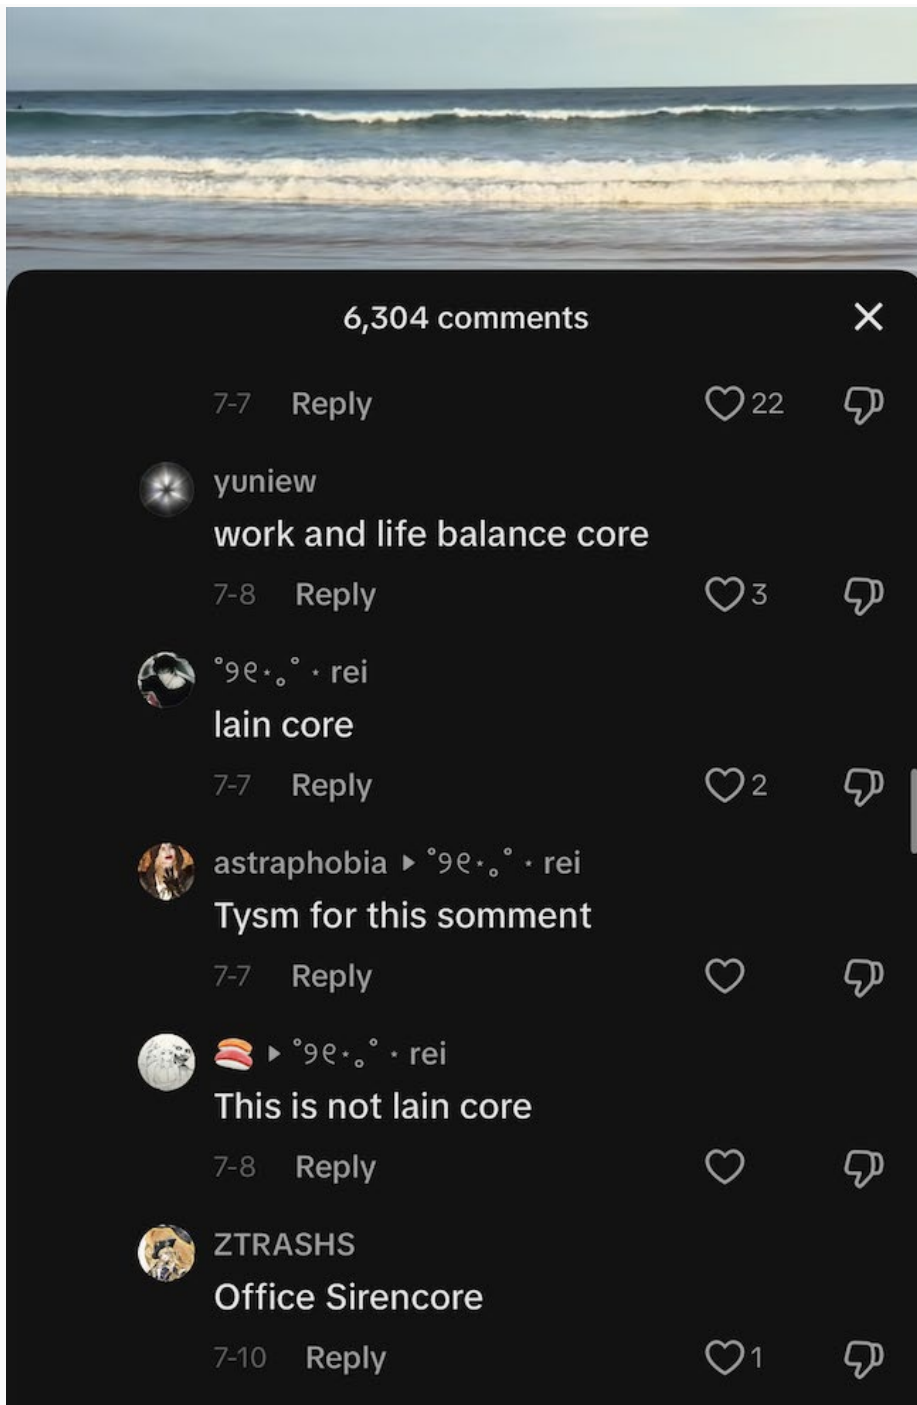 6,304 comments
7-7 Reply 22
yuniew
work and life balance core
7-8 Reply 3
˚୨୧⋆｡˚ ⋆ rei
lain core
7-7 Reply 2
astraphobia ▸ ˚୨୧⋆｡˚ ⋆ rei
Tysm for this somment
7-7 Reply
🍣 ▸ ˚୨୧⋆｡˚ ⋆ rei
This is not lain core
7-8 Reply
ZTRASHS
Office Sirencore
7-10 Reply 1